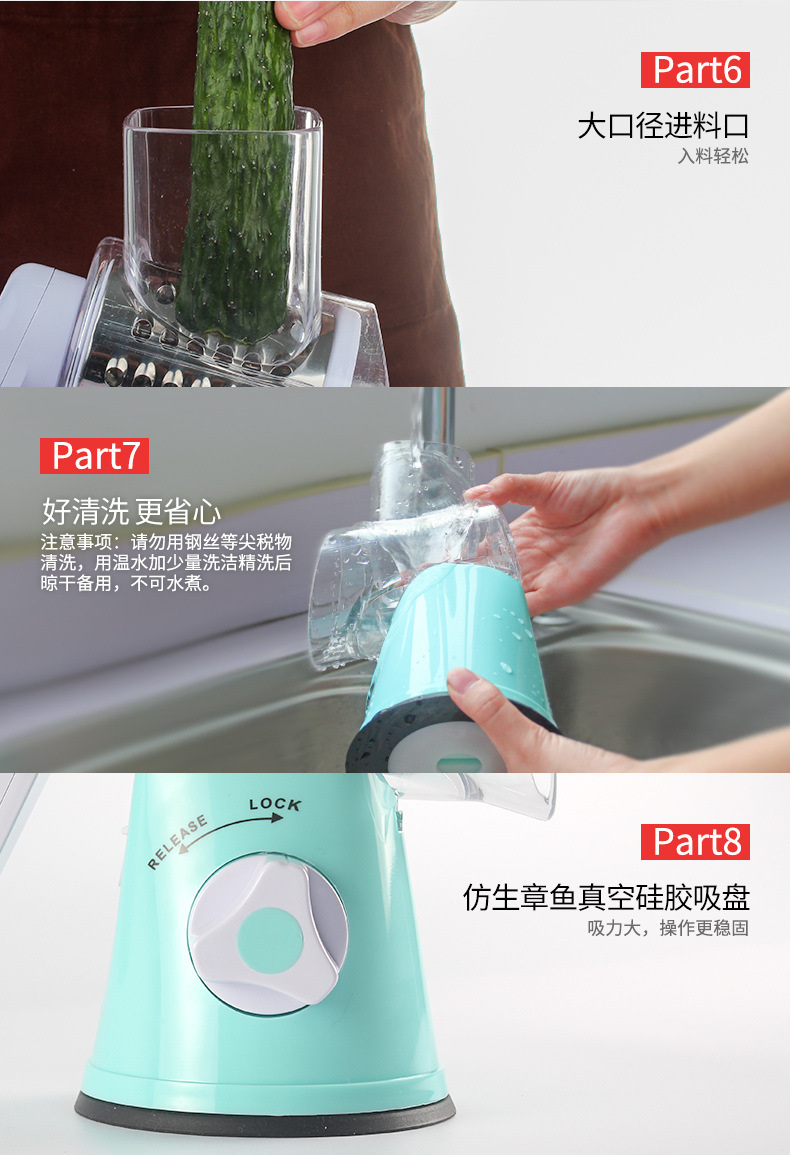 Part6
大口径进料口
入料轻松
Part7
好清洗 更省心
注意事项：请勿用钢丝等尖税物
清洗，用温水加少量洗洁精洗后
晾干备用，不可水煮。
RELEASE
LOCK
Part8
仿生章鱼真空硅胶吸盘
吸力大，操作更稳固